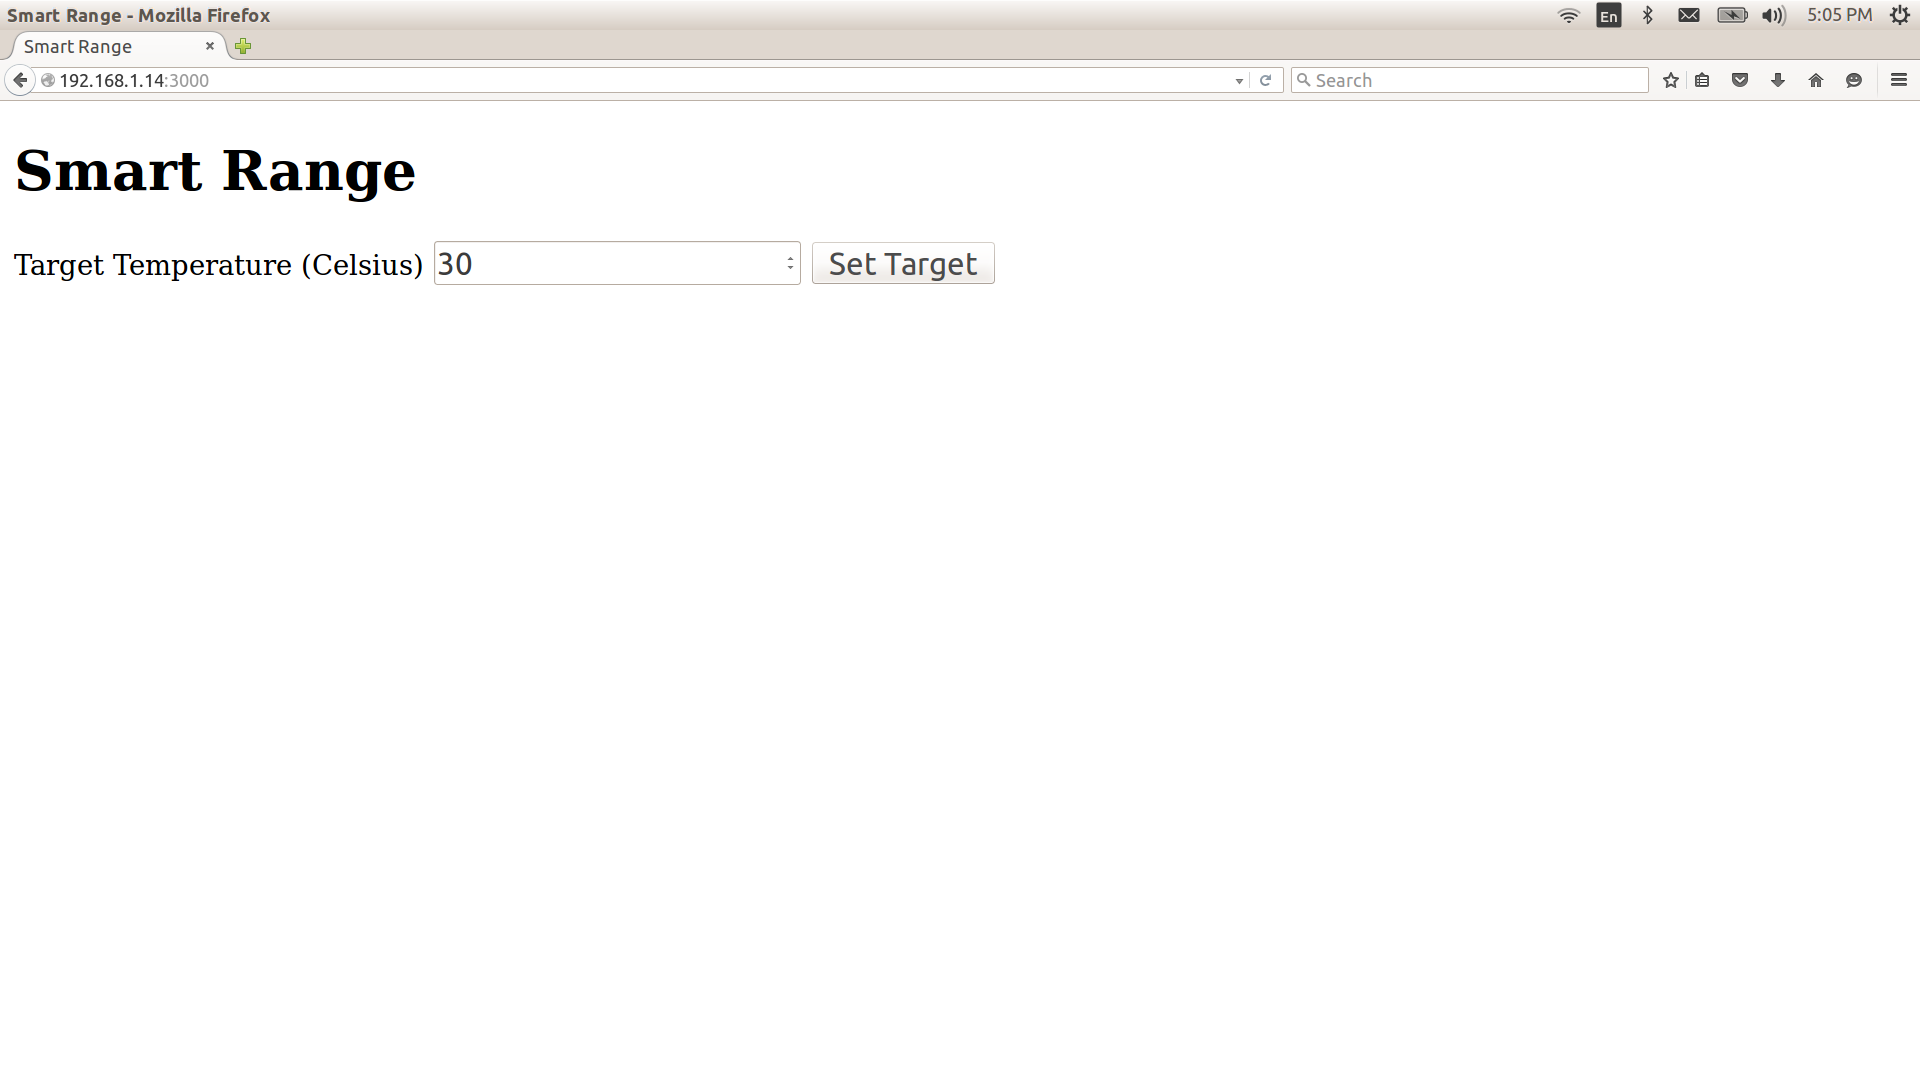 Smart Range - Mozilla Firefox
En
5:05 PM
Smart Range
192.168.1.14:3000
Search
Smart Range
Target Temperature (Celsius) 30 Set Target